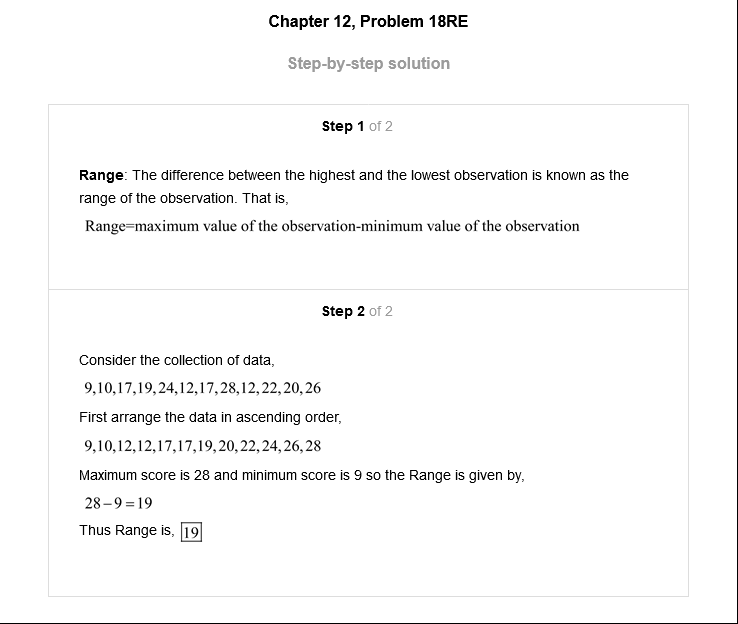 Chapter 12, Problem 18RE
Step-by-step solution
Step 1 of 2
Range: The difference between the highest and the lowest observation is known as the
range of the observation. That is,
Range=maximum value of the observation-minimum value of the observation
Step 2 of 2
Consider the collection of data,
9,10,17,19,24,12,17,28,12,22,20,26
First arrange the data in ascending order,
9,10,12,12,17,17,19,20,22,24,26,28
Maximum score is 28 and minimum score is 9 so the Range is given by,
28−9=19
Thus Range is, 19